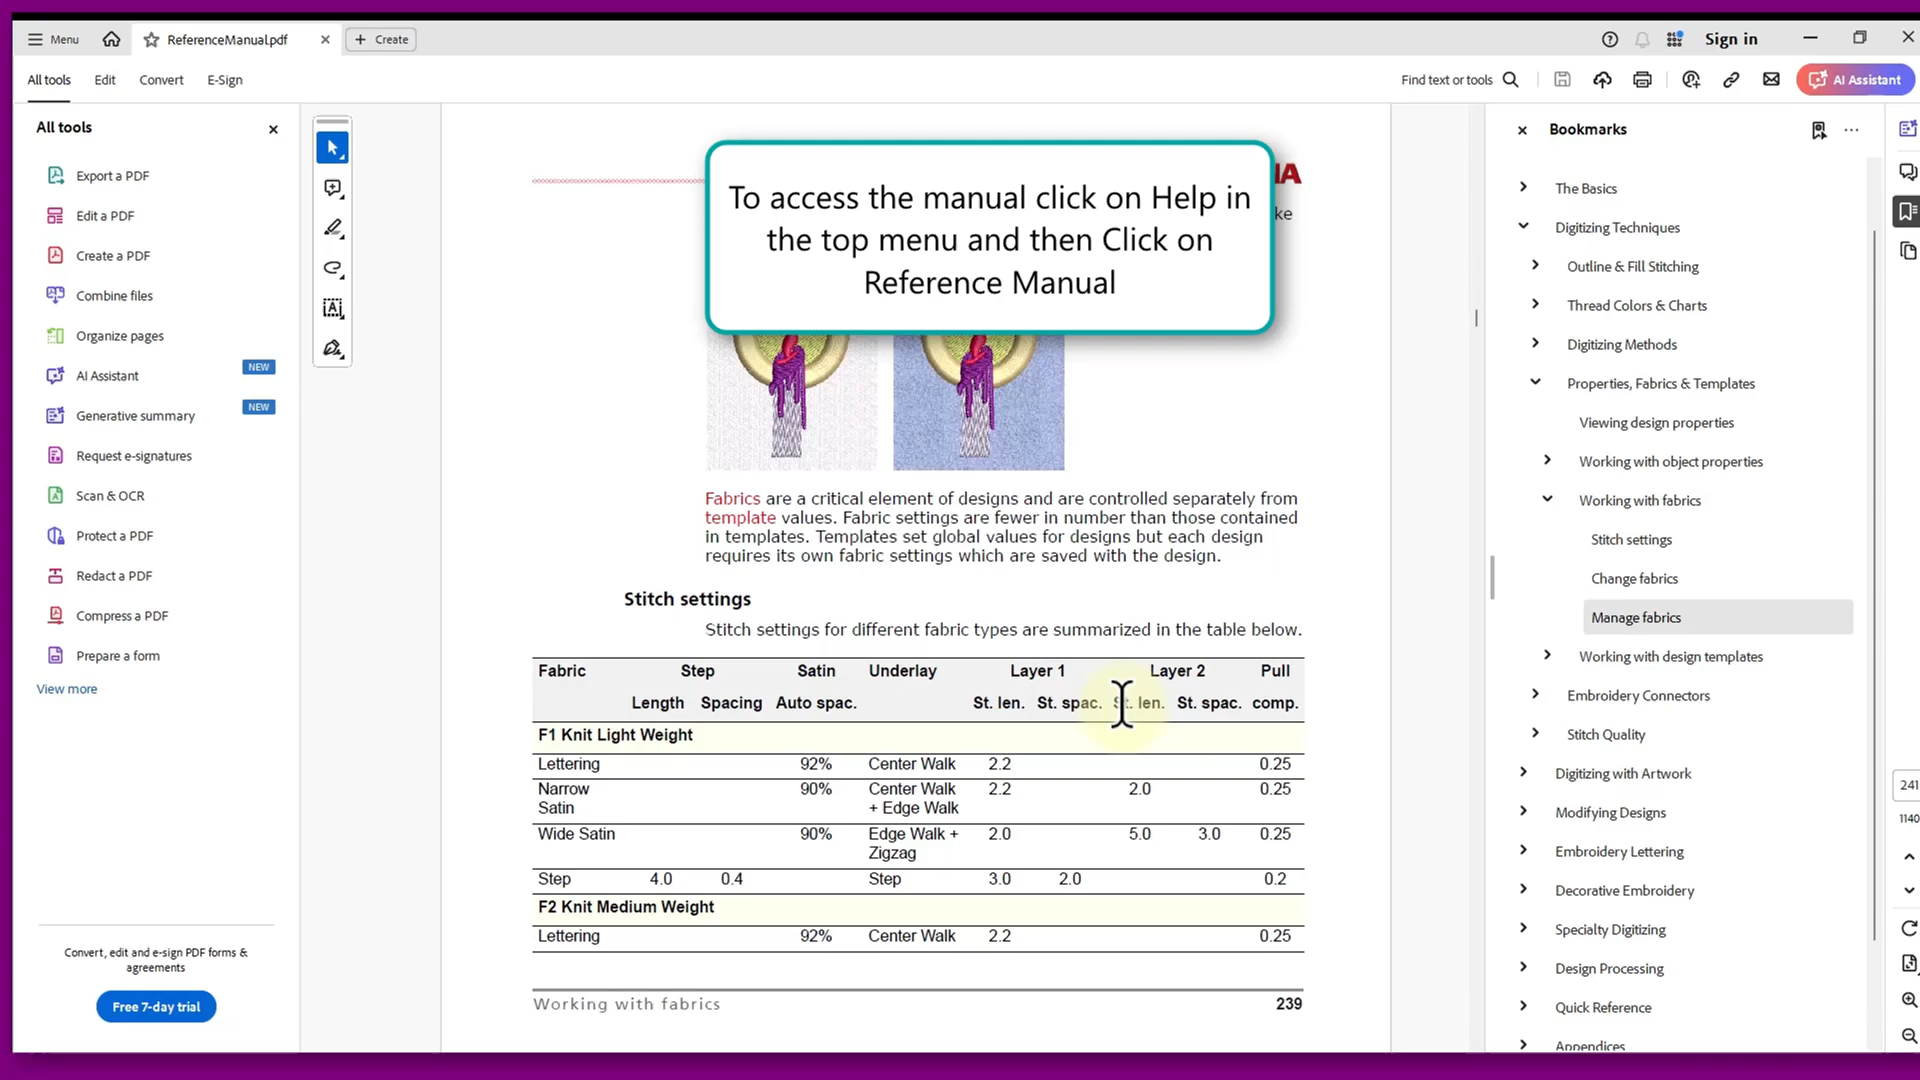 Menu
ReferenceManual.pdf
Create
Sign in
All tools
Edit
Convert
E-Sign
Find text or tools
AI Assistant
All tools
Export a PDF
Edit a PDF
Create a PDF
Combine files
Organize pages
AI Assistant
NEW
Generative summary
NEW
Request e-signatures
Scan & OCR
Protect a PDF
Redact a PDF
Compress a PDF
Prepare a form
View more
Convert, edit and e-sign PDF forms &
agreements
Free 7-day trial
To access the manual click on Help in
the top menu and then Click on
Reference Manual
Fabrics are a critical element of designs and are controlled separately from
template values. Fabric settings are fewer in number than those contained
in templates. Templates set global values for designs but each design
requires its own fabric settings which are saved with the design.
Stitch settings
Stitch settings for different fabric types are summarized in the table below.
Fabric Step Satin Underlay Layer 1 Layer 2 Pull
Length Spacing Auto spac. St. len. St. spac. St. len. St. spac. comp.
F1 Knit Light Weight
Lettering 92% Center Walk 2.2 0.25
Narrow 90% Center Walk 2.2 2.0 0.25
Satin + Edge Walk
Wide Satin 90% Edge Walk + 2.0 5.0 3.0 0.25
Zigzag
Step 4.0 0.4 Step 3.0 2.0 0.2
F2 Knit Medium Weight
Lettering 92% Center Walk 2.2 0.25
Working with fabrics 239
Bookmarks
The Basics
Digitizing Techniques
Outline & Fill Stitching
Thread Colors & Charts
Digitizing Methods
Properties, Fabrics & Templates
Viewing design properties
Working with object properties
Working with fabrics
Stitch settings
Change fabrics
Manage fabrics
Working with design templates
Embroidery Connectors
Stitch Quality
Digitizing with Artwork
Modifying Designs
Embroidery Lettering
Decorative Embroidery
Specialty Digitizing
Design Processing
Quick Reference
Appendices
241
1140